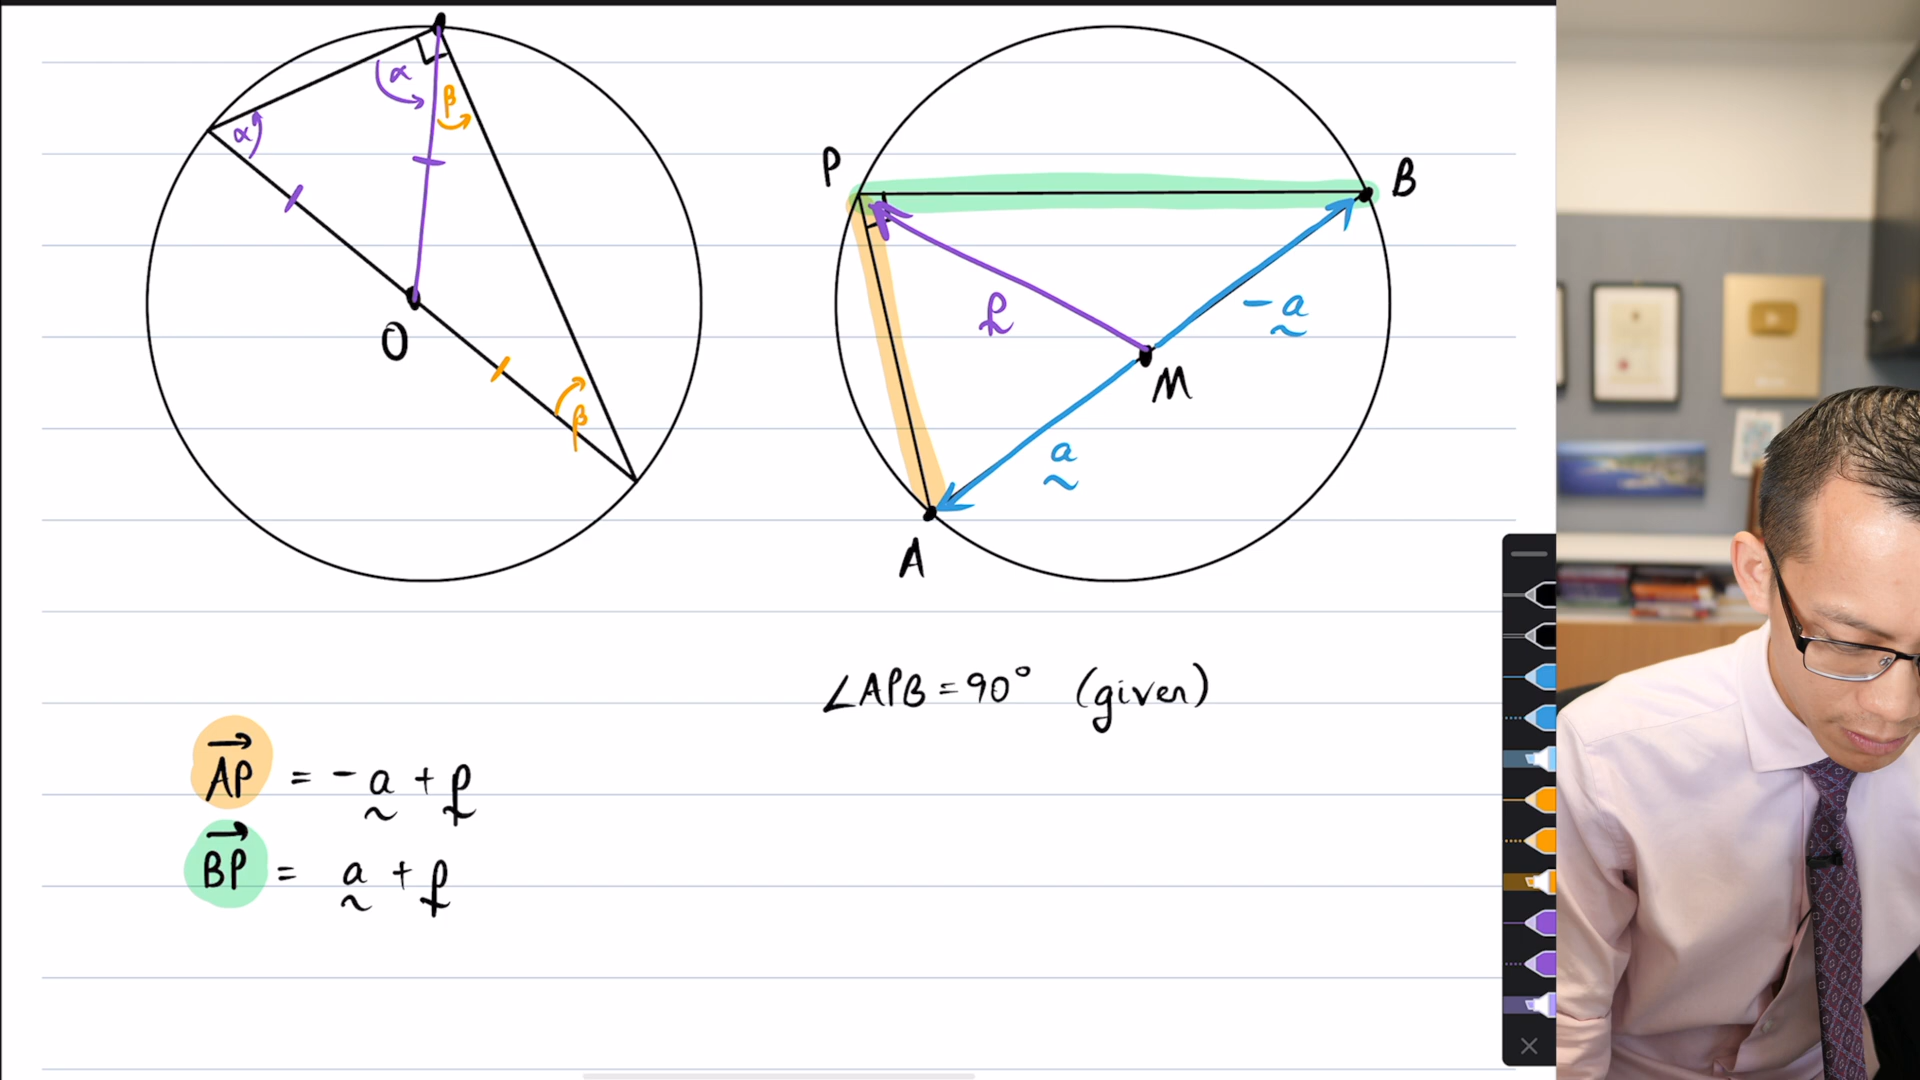 α
β
α
O
β
P
B
p
-a
M
a
A
∠APB = 90° (given)
AP = -a + p
BP = a + p